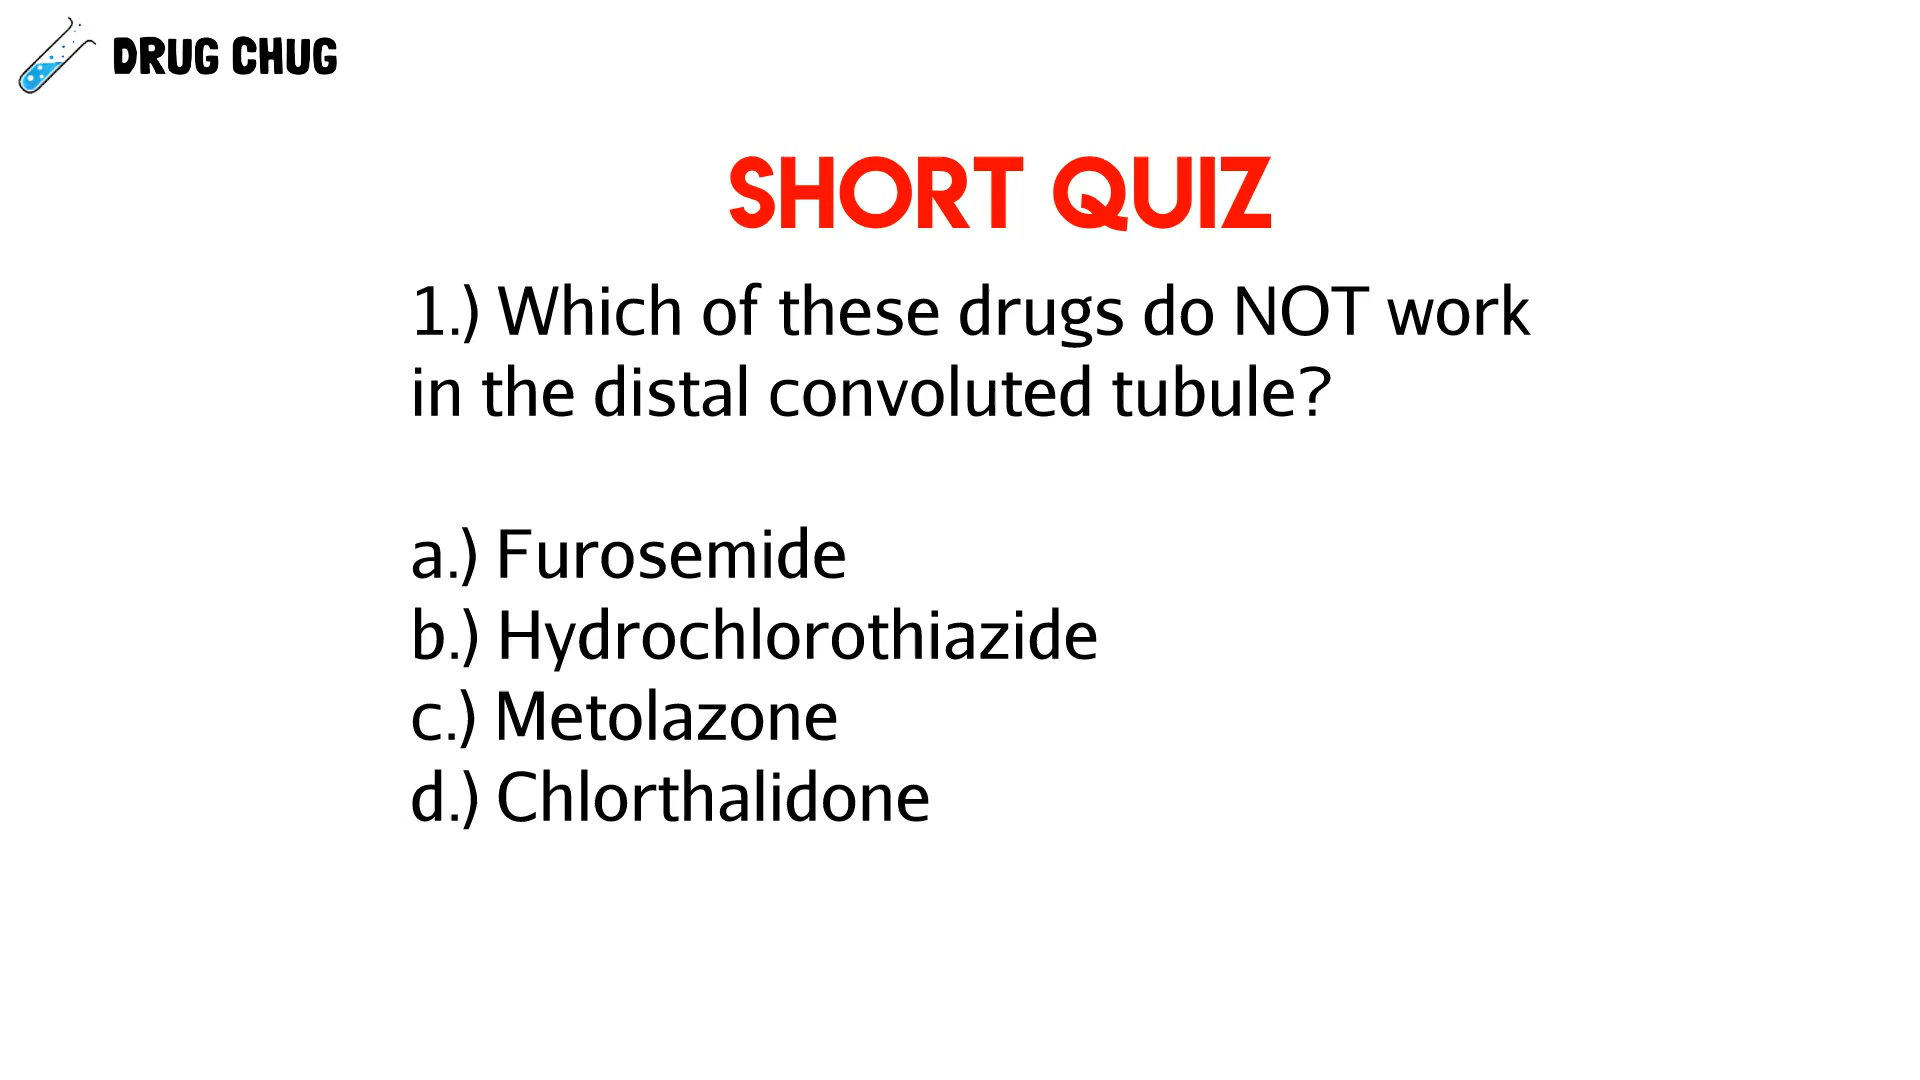 DRUG CHUG
SHORT QUIZ
1.) Which of these drugs do NOT work
in the distal convoluted tubule?
a.) Furosemide
b.) Hydrochlorothiazide
c.) Metolazone
d.) Chlorthalidone